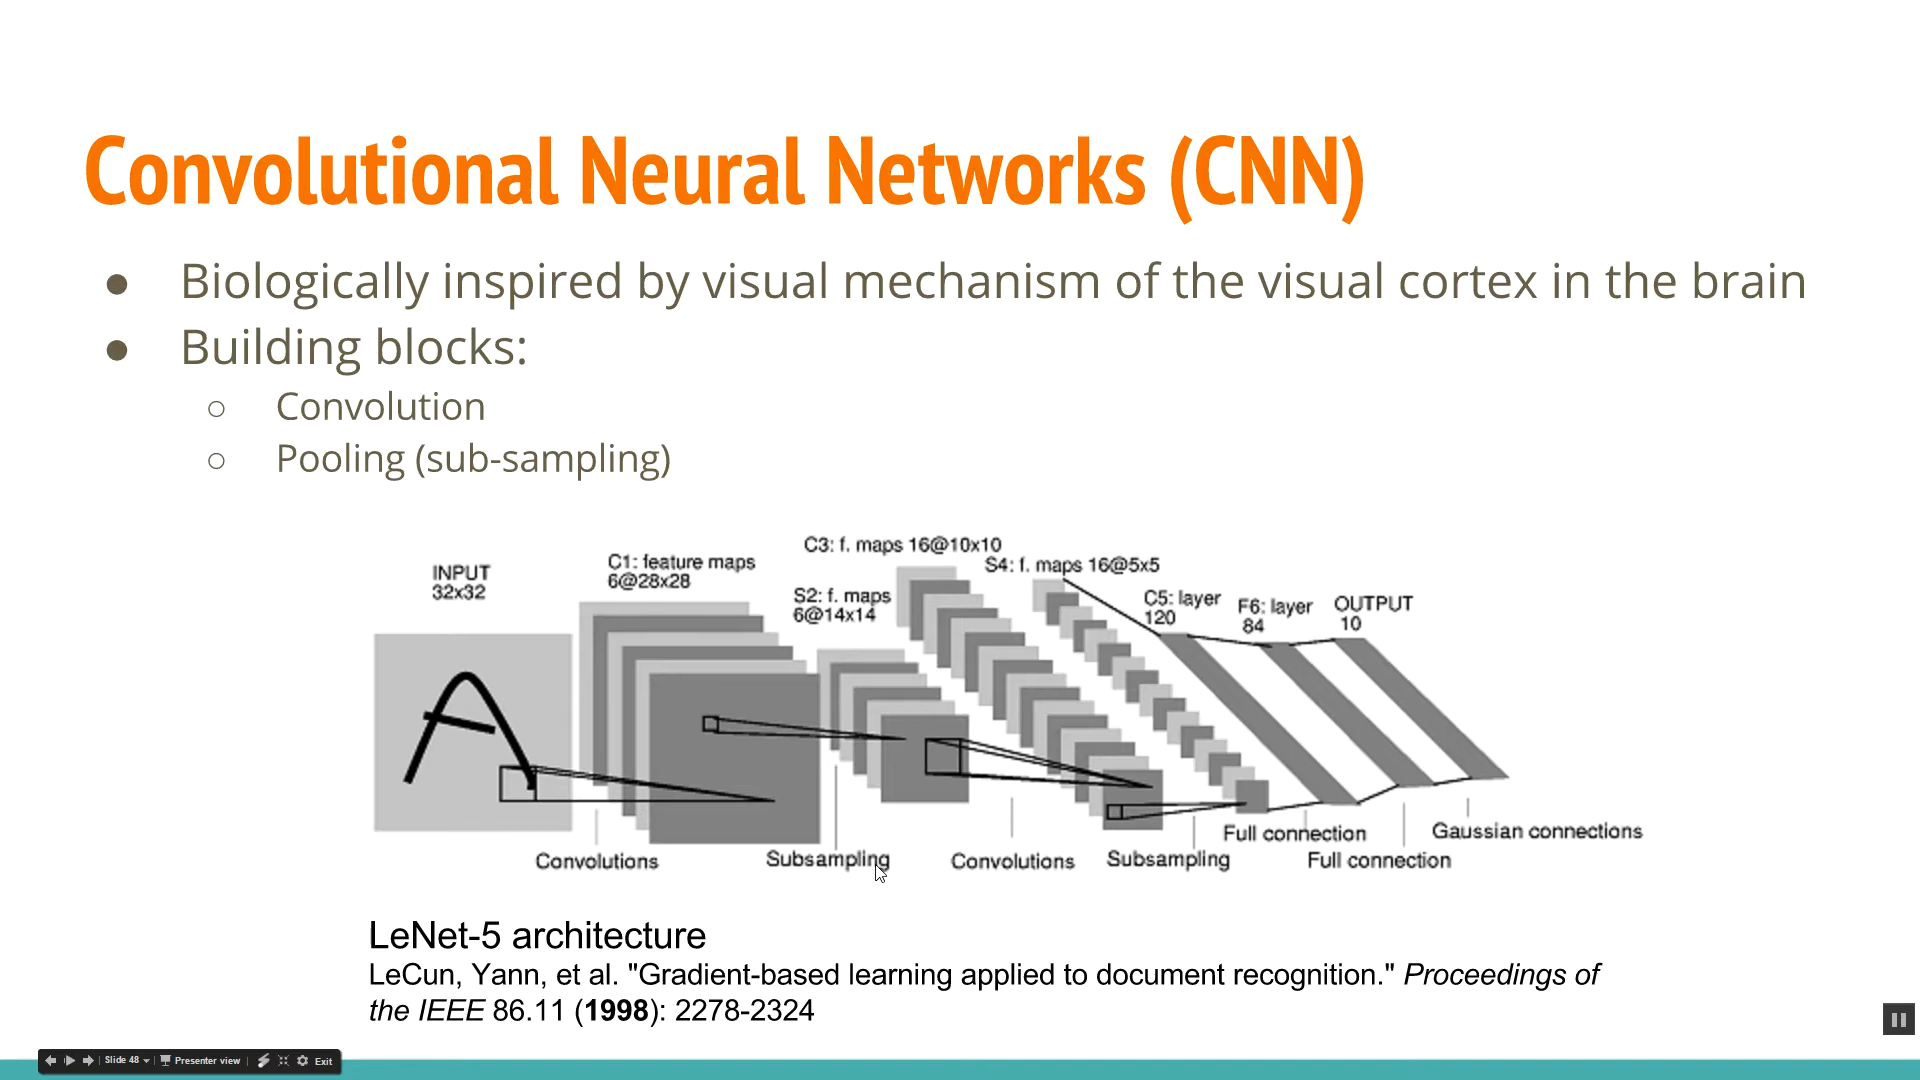 Convolutional Neural Networks (CNN)
● Biologically inspired by visual mechanism of the visual cortex in the brain
● Building blocks:
○ Convolution
○ Pooling (sub-sampling)
INPUT
32x32
C1: feature maps
6@28x28
S2: f. maps
6@14x14
C3: f. maps 16@10x10
S4: f. maps 16@5x5
C5: layer
120
F6: layer
84
OUTPUT
10
A
Convolutions
Subsampling
Convolutions
Subsampling
Full connection
Full connection
Gaussian connections
LeNet-5 architecture
LeCun, Yann, et al. "Gradient-based learning applied to document recognition." Proceedings of
the IEEE 86.11 (1998): 2278-2324
Slide 48
Presenter view
Exit